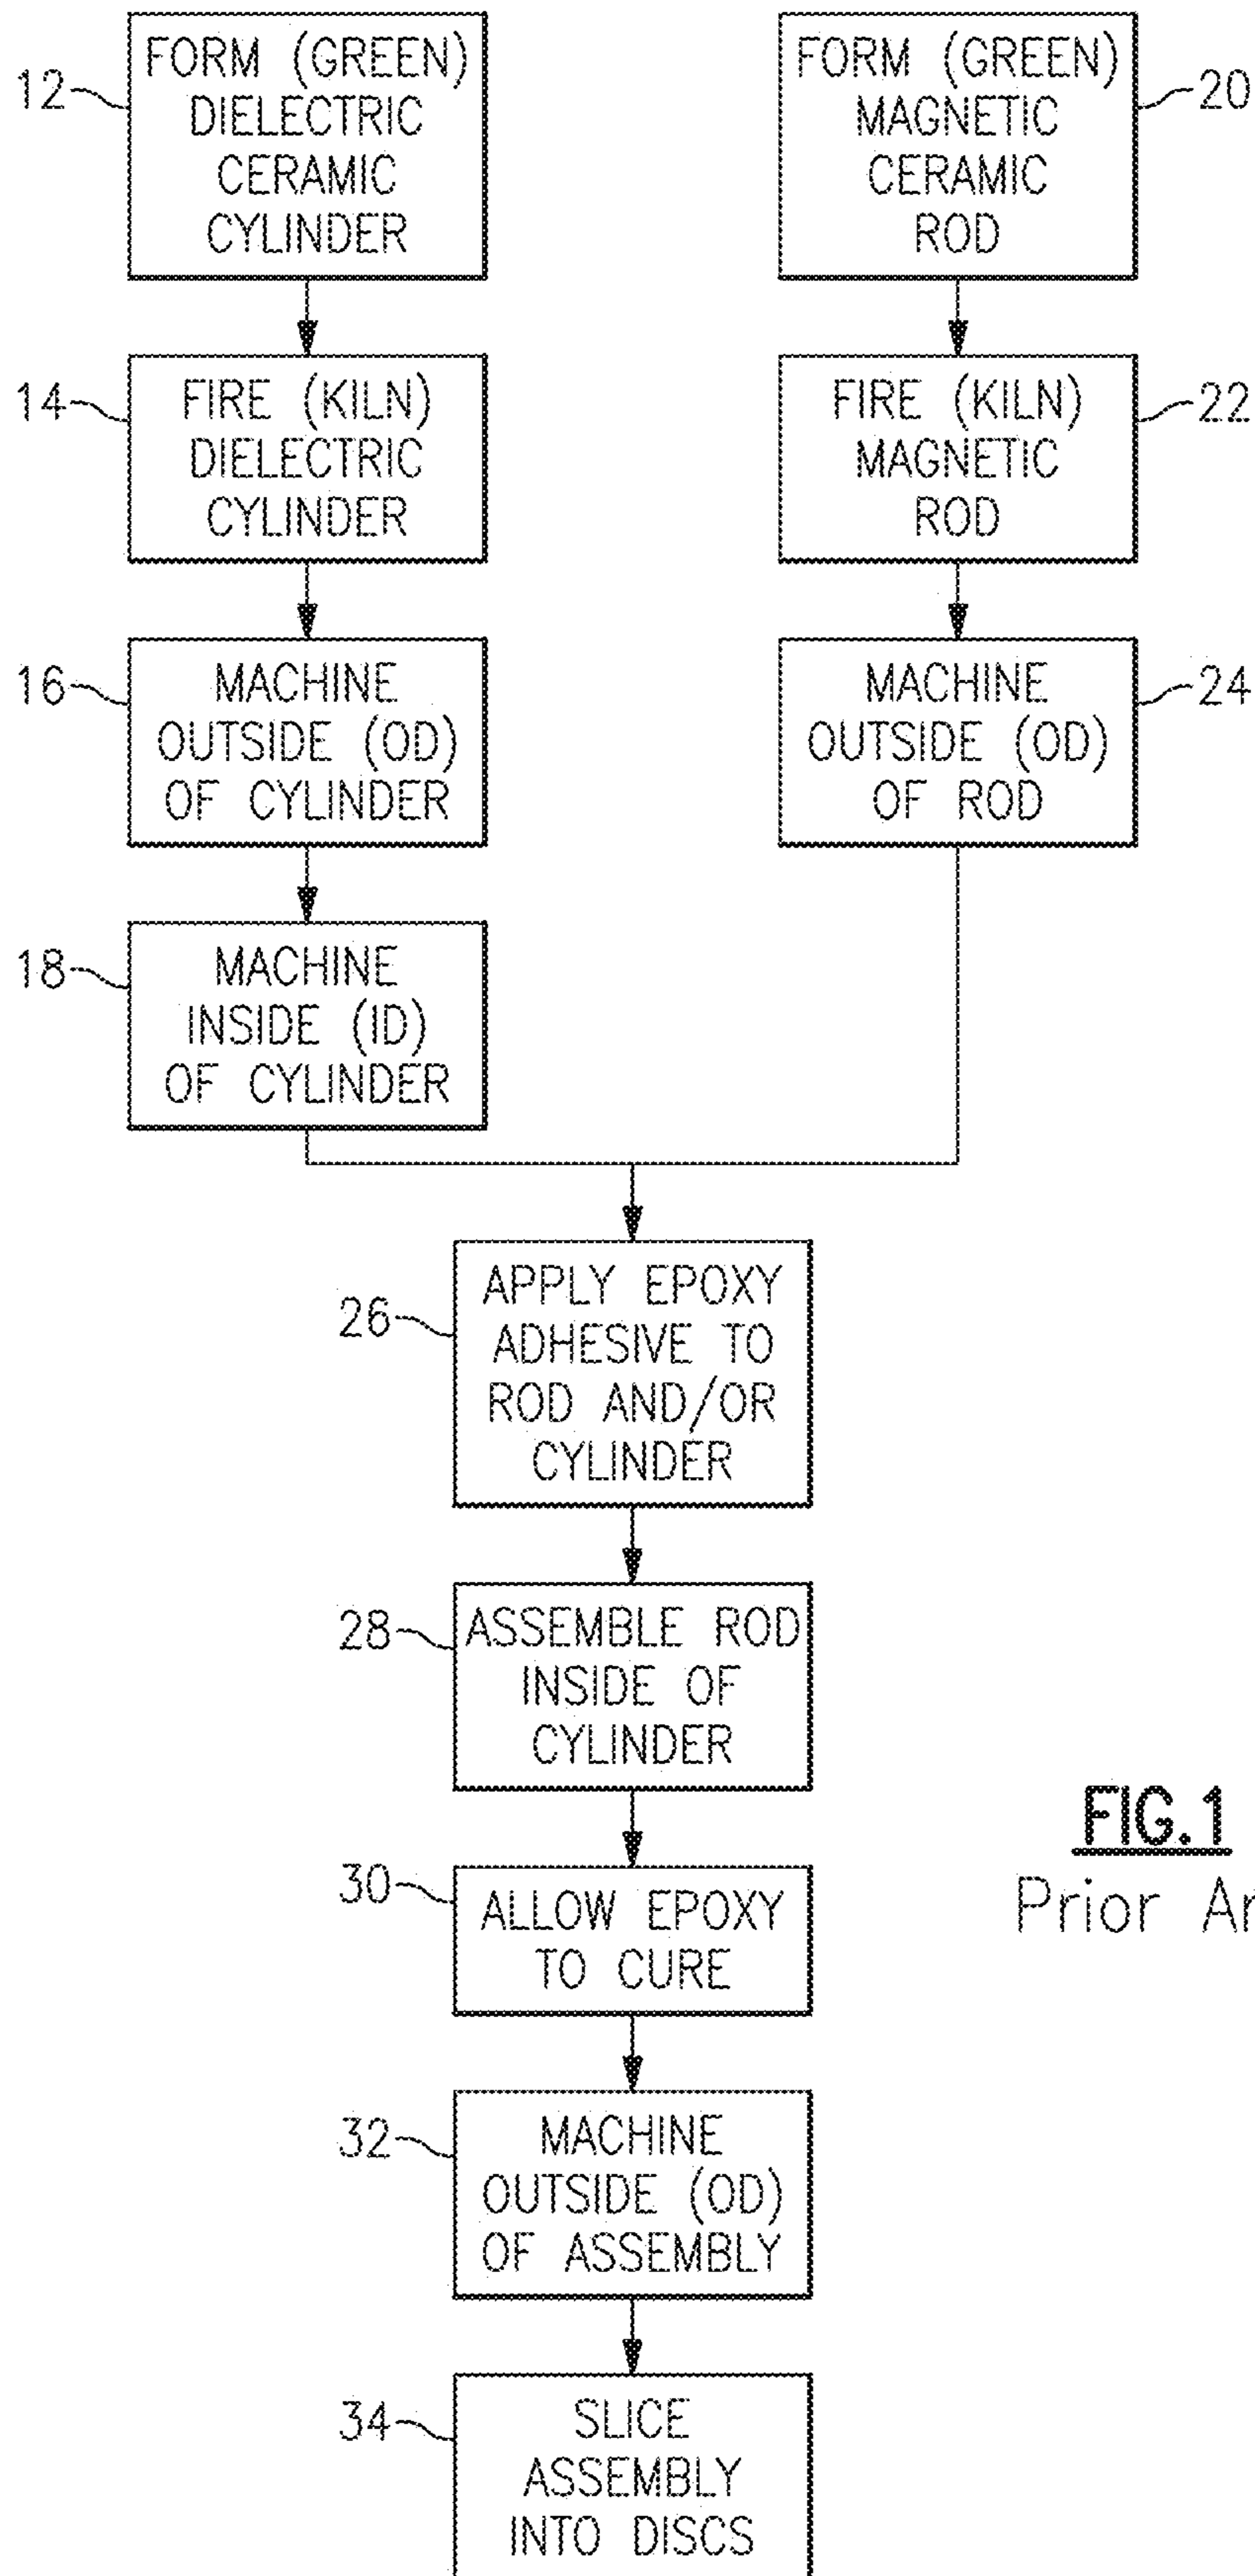 12
FORM (GREEN)
DIELECTRIC
CERAMIC
CYLINDER
14
FIRE (KILN)
DIELECTRIC
CYLINDER
16
MACHINE
OUTSIDE (OD)
OF CYLINDER
18
MACHINE
INSIDE (ID)
OF CYLINDER
FORM (GREEN)
MAGNETIC
CERAMIC
ROD
20
FIRE (KILN)
MAGNETIC
ROD
22
MACHINE
OUTSIDE (OD)
OF ROD
24
26
APPLY EPOXY
ADHESIVE TO
ROD AND/OR
CYLINDER
28
ASSEMBLE ROD
INSIDE OF
CYLINDER
30
ALLOW EPOXY
TO CURE
32
MACHINE
OUTSIDE (OD)
OF ASSEMBLY
34
SLICE
ASSEMBLY
INTO DISCS
FIG.1
Prior